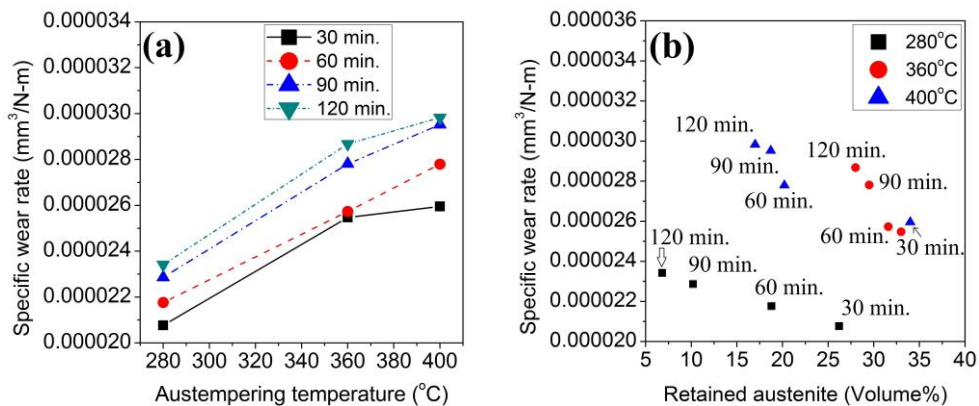 (a)
30 min.
60 min.
90 min.
120 min.
Specific wear rate (mm³/N-m)
0.000034
0.000032
0.000030
0.000028
0.000026
0.000024
0.000022
0.000020
280 300 320 340 360 380 400
Austempering temperature (°C)
(b)
280°C
360°C
400°C
Specific wear rate (mm³/N-m)
0.000036
0.000034
0.000032
0.000030
0.000028
0.000026
0.000024
0.000022
0.000020
120 min.
90 min.
60 min.
120 min.
90 min.
60 min.
30 min.
120 min.
90 min.
60 min.
30 min.
5 10 15 20 25 30 35 40
Retained austenite (Volume%)